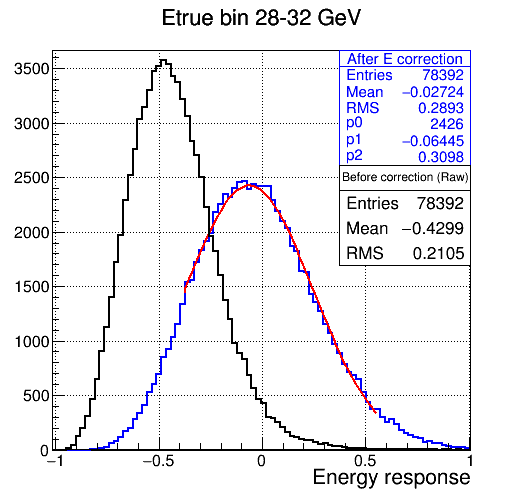 Etrue bin 28-32 GeV
After E correction
Entries 78392
Mean −0.02724
RMS 0.2893
p0 2426
p1 −0.06445
p2 0.3098
Before correction (Raw)
Entries 78392
Mean −0.4299
RMS 0.2105
3500
3000
2500
2000
1500
1000
500
0
−1 −0.5 0 0.5 1
Energy response